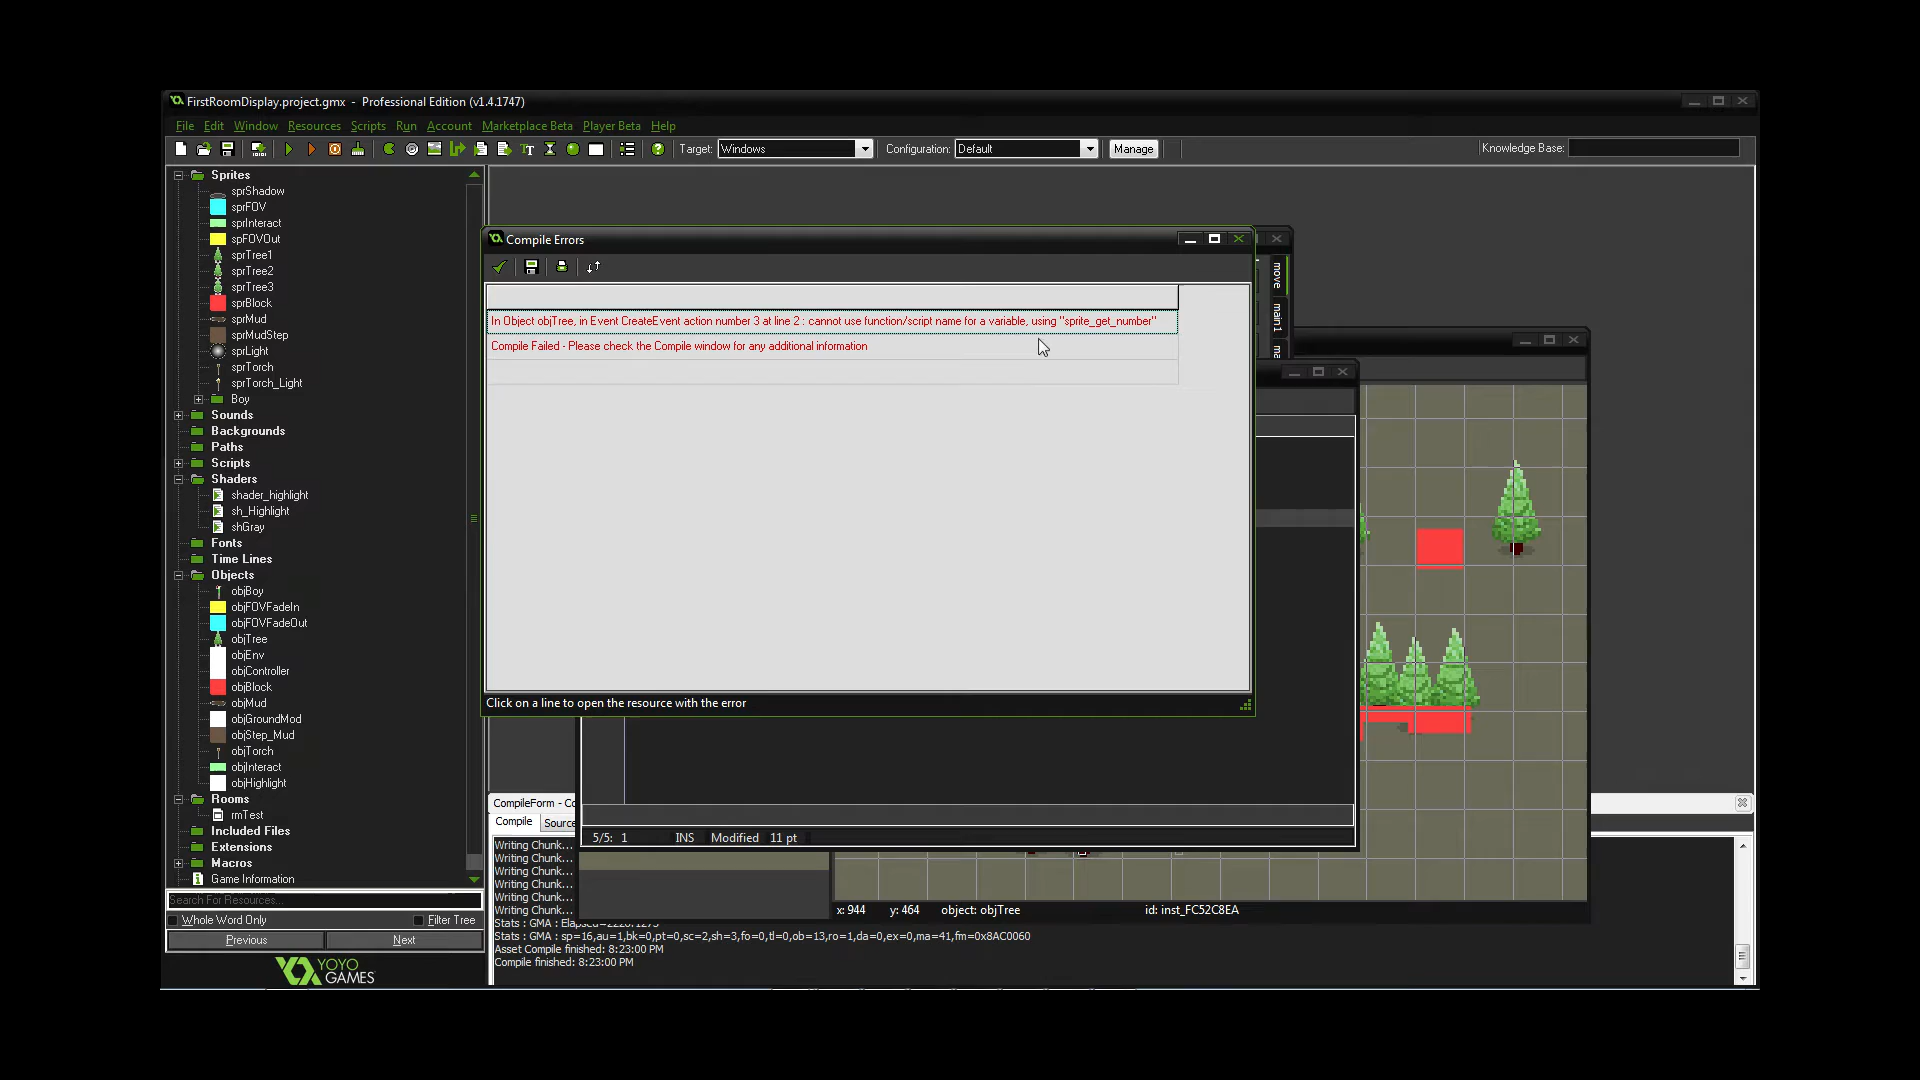 FirstRoomDisplay.project.gmx - Professional Edition (v1.4.1747)
File Edit Window Resources Scripts Run Account Marketplace Beta Player Beta Help
Target: Windows Configuration: Default Manage Knowledge Base:
Sprites
sprShadow
sprFOV
sprInteract
spFOVOut
sprTree1
sprTree2
sprTree3
sprBlock
sprMud
sprMudStep
sprLight
sprTorch
sprTorch_Light
Boy
Sounds
Backgrounds
Paths
Scripts
Shaders
shader_highlight
sh_Highlight
shGray
Fonts
Time Lines
Objects
objBoy
objFOVFadeIn
objFOVFadeOut
objTree
objEnv
objController
objBlock
objMud
objGroundMod
objStep_Mud
objTorch
objInteract
objHighlight
Rooms
rmTest
Included Files
Extensions
Macros
Game Information
Search For Resources...
Whole Word Only Filter Tree
Previous Next
YOYO
GAMES
Compile Errors
In Object objTree, in Event CreateEvent action number 3 at line 2 : cannot use function/script name for a variable, using "sprite_get_number"
Compile Failed - Please check the Compile window for any additional information
Click on a line to open the resource with the error
move
main1
CompileForm - Co
Compile Source
5/5: 1 INS Modified 11 pt
Writing Chunk...
Writing Chunk...
Writing Chunk...
Writing Chunk...
Writing Chunk...
Writing Chunk...
x: 944 y: 464 object: objTree id: inst_FC52C8EA
Stats : GMA : sp=16,au=1,bk=0,pt=0,sc=2,sh=3,fo=0,tl=0,ob=13,ro=1,da=0,ex=0,ma=41,fm=0x8AC0060
Asset Compile finished: 8:23:00 PM
Compile finished: 8:23:00 PM